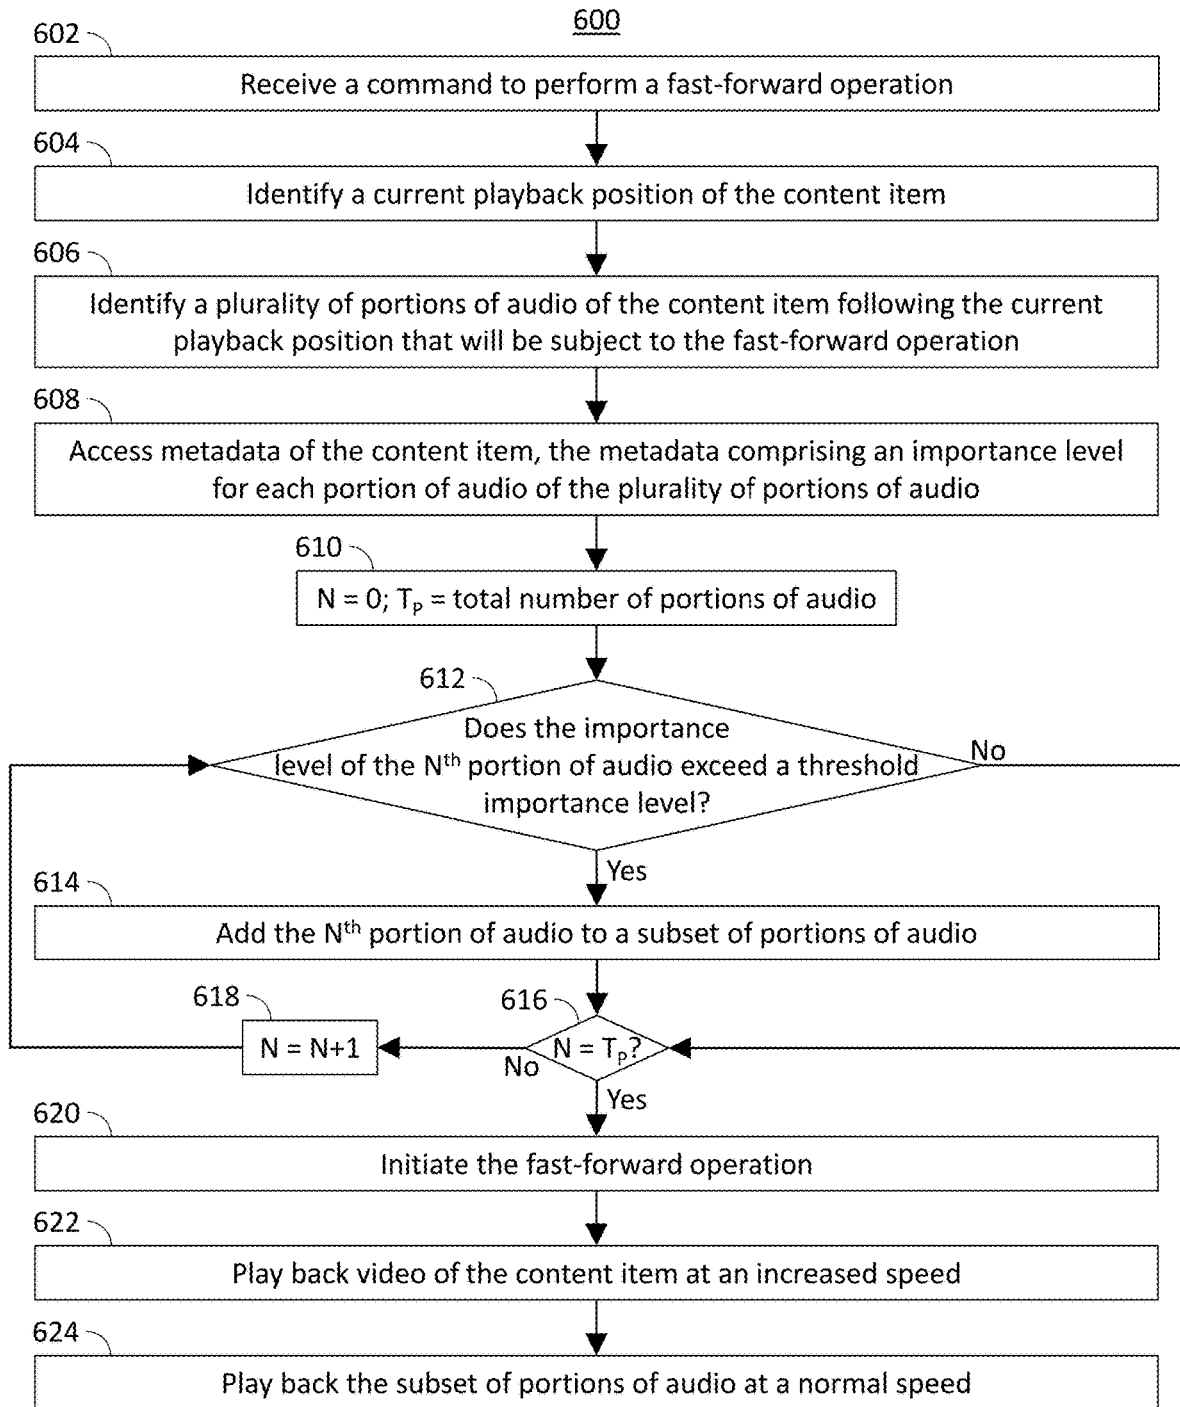 600
602
Receive a command to perform a fast-forward operation
604
Identify a current playback position of the content item
606
Identify a plurality of portions of audio of the content item following the current
playback position that will be subject to the fast-forward operation
608
Access metadata of the content item, the metadata comprising an importance level
for each portion of audio of the plurality of portions of audio
610
N = 0; Tₚ = total number of portions of audio
612
Does the importance
level of the Nᵗʰ portion of audio exceed a threshold
importance level?
No
Yes
614
Add the Nᵗʰ portion of audio to a subset of portions of audio
618
N = N+1
616
N = Tₚ?
No
Yes
620
Initiate the fast-forward operation
622
Play back video of the content item at an increased speed
624
Play back the subset of portions of audio at a normal speed